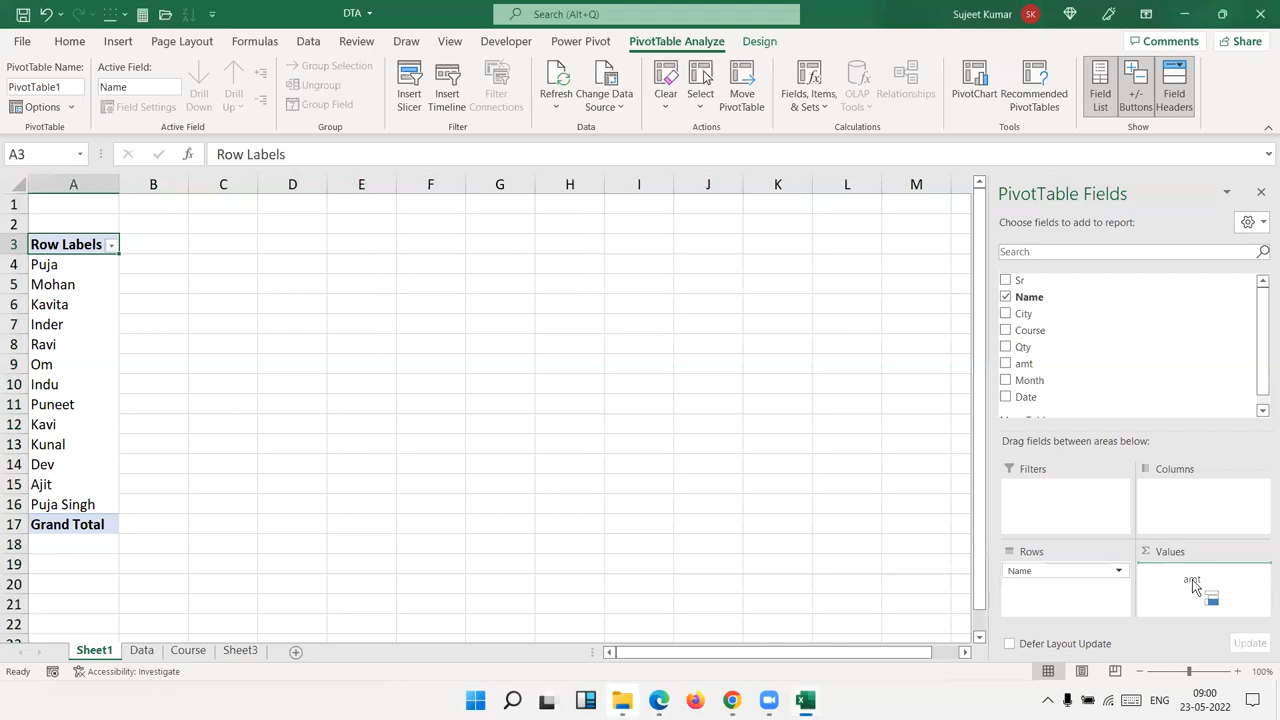 DTA
Search (Alt+Q)
Sujeet Kumar
SK
File Home Insert Page Layout Formulas Data Review View Draw Developer Power Pivot PivotTable Analyze Design
Comments
Share
PivotTable Name:
PivotTable1
Options
PivotTable
Active Field:
Name
Field Settings
Drill Down
Drill Up
Active Field
Group Selection
Ungroup
Group Field
Group
Insert Slicer
Insert Timeline
Filter Connections
Filter
Refresh
Change Data Source
Data
Clear
Select
Move PivotTable
Actions
Fields, Items, & Sets
OLAP Tools
Relationships
Calculations
PivotChart
Recommended PivotTables
Tools
Field List
+/- Buttons
Field Headers
Show
A3
fx
Row Labels
A B C D E F G H I J K L M
1
2
3 Row Labels
4 Puja
5 Mohan
6 Kavita
7 Inder
8 Ravi
9 Om
10 Indu
11 Puneet
12 Kavi
13 Kunal
14 Dev
15 Ajit
16 Puja Singh
17 Grand Total
18
19
20
21
22
PivotTable Fields
Choose fields to add to report:
Search
Sr
Name
City
Course
Qty
amt
Month
Date
Drag fields between areas below:
Filters
Columns
Rows
Values
Name
amt
Defer Layout Update
Update
Sheet1 Data Course Sheet3
Ready
Accessibility: Investigate
100%
ENG
09:00
23-05-2022